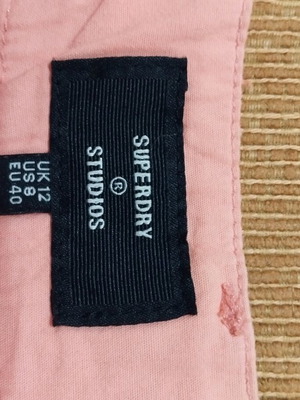 SUPERDRY
®
STUDIOS
UK 12
US 8
EU 40